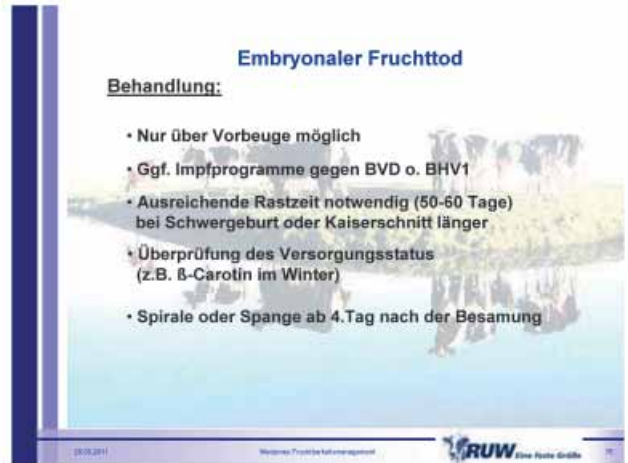 Embryonaler Fruchttod
Behandlung:
• Nur über Vorbeuge möglich
• Ggf. Impfprogramme gegen BVD o. BHV1
• Ausreichende Rastzeit notwendig (50-60 Tage)
bei Schwergeburt oder Kaiserschnitt länger
• Überprüfung des Versorgungsstatus
(z.B. ß-Carotin im Winter)
• Spirale oder Spange ab 4.Tag nach der Besamung
RUW Eine feste Größe